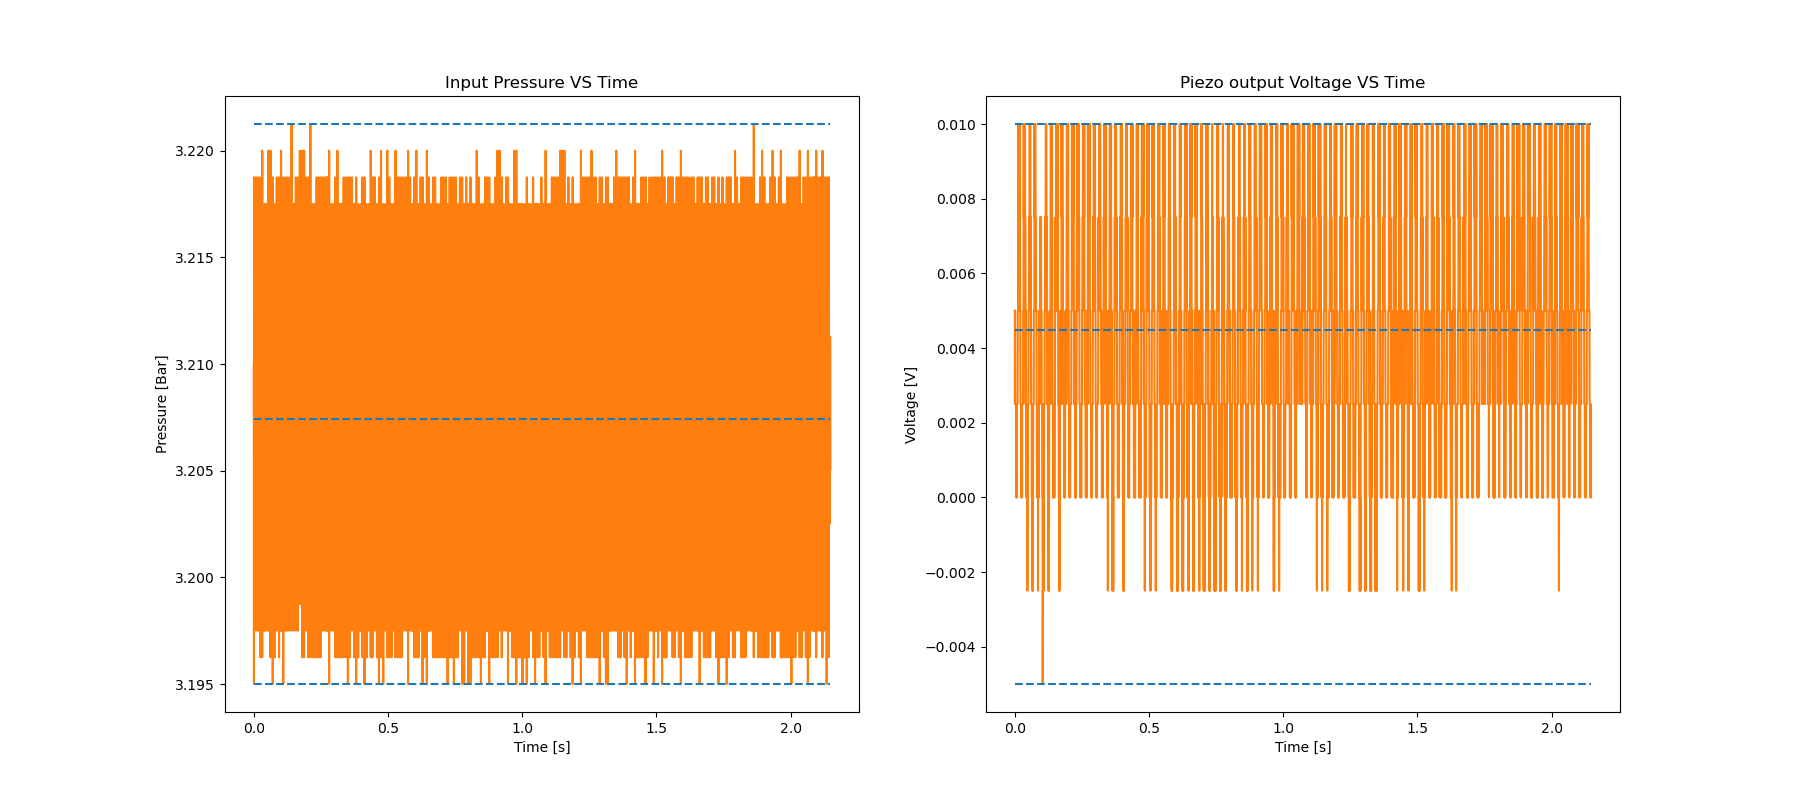 Input Pressure VS Time
Pressure [Bar]
3.220
3.215
3.210
3.205
3.200
3.195
0.0 0.5 1.0 1.5 2.0
Time [s]
Piezo output Voltage VS Time
Voltage [V]
0.010
0.008
0.006
0.004
0.002
0.000
−0.002
−0.004
0.0 0.5 1.0 1.5 2.0
Time [s]